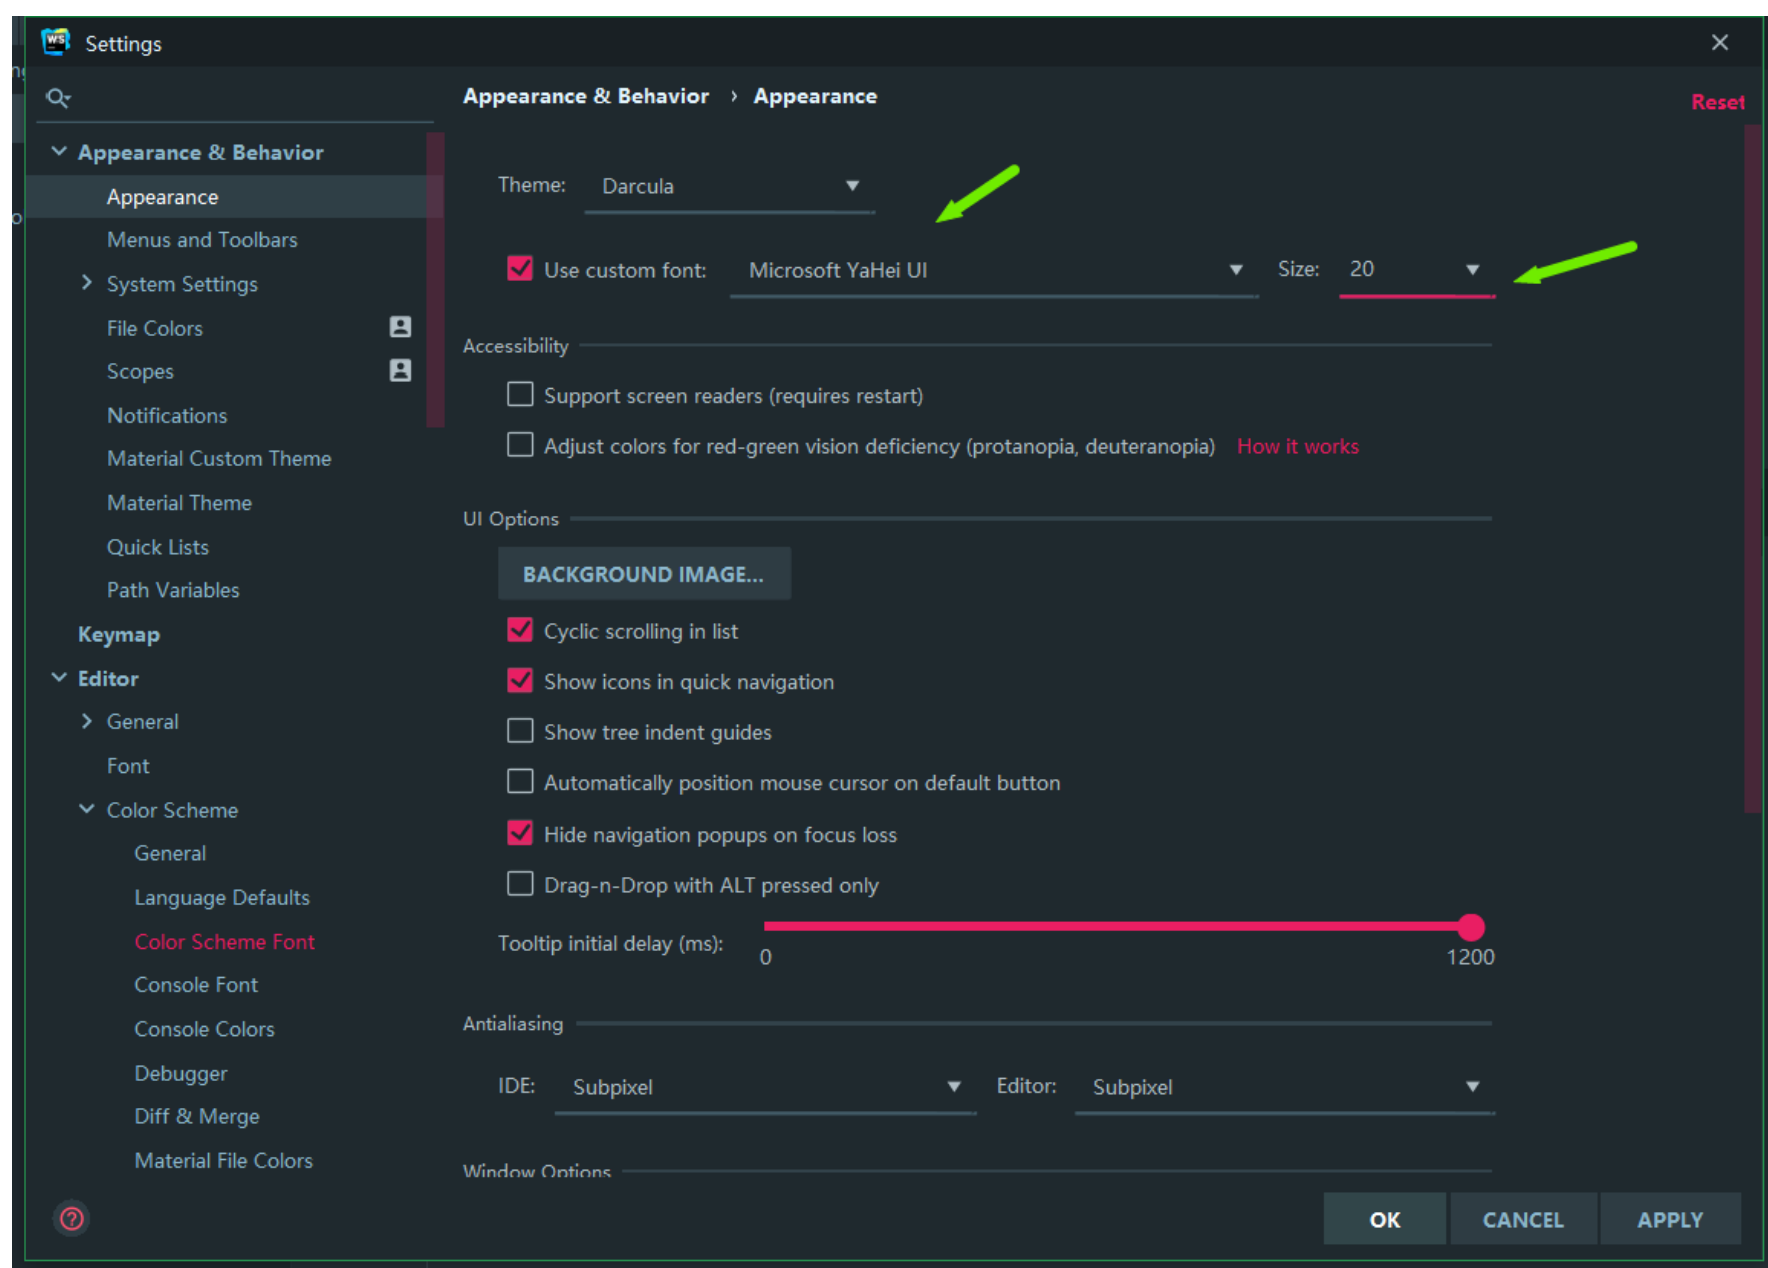 WS Settings
Appearance & Behavior › Appearance
Reset
Appearance & Behavior
Appearance
Menus and Toolbars
System Settings
File Colors
Scopes
Notifications
Material Custom Theme
Material Theme
Quick Lists
Path Variables
Keymap
Editor
General
Font
Color Scheme
General
Language Defaults
Color Scheme Font
Console Font
Console Colors
Debugger
Diff & Merge
Material File Colors
Theme: Darcula
Use custom font: Microsoft YaHei UI Size: 20
Accessibility
Support screen readers (requires restart)
Adjust colors for red-green vision deficiency (protanopia, deuteranopia) How it works
UI Options
BACKGROUND IMAGE...
Cyclic scrolling in list
Show icons in quick navigation
Show tree indent guides
Automatically position mouse cursor on default button
Hide navigation popups on focus loss
Drag-n-Drop with ALT pressed only
Tooltip initial delay (ms):
0 1200
Antialiasing
IDE: Subpixel Editor: Subpixel
Window Options
?
OK CANCEL APPLY